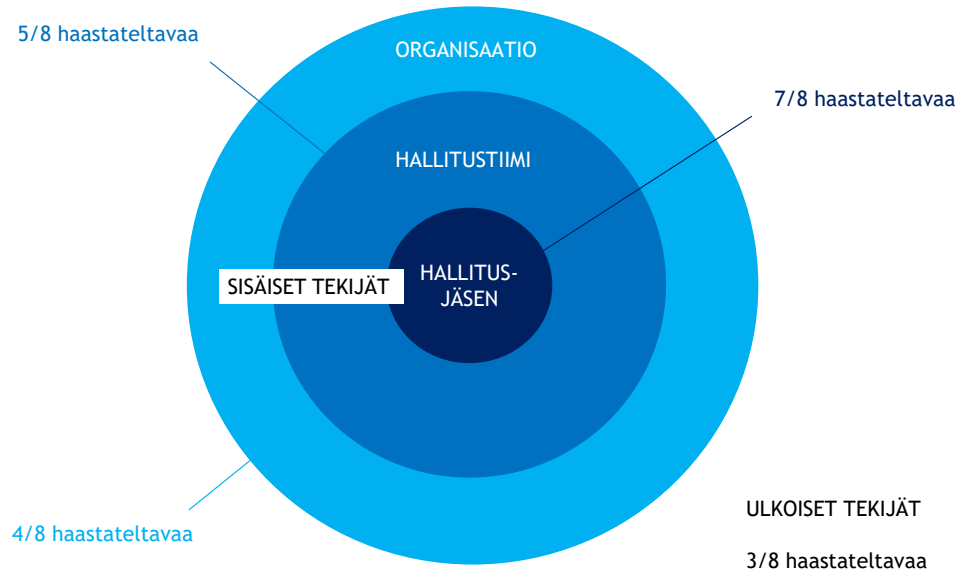 5/8 haastateltavaa
ORGANISAATIO
7/8 haastateltavaa
HALLITUSTIIMI
SISÄISET TEKIJÄT
HALLITUS-
JÄSEN
4/8 haastateltavaa
ULKOISET TEKIJÄT
3/8 haastateltavaa